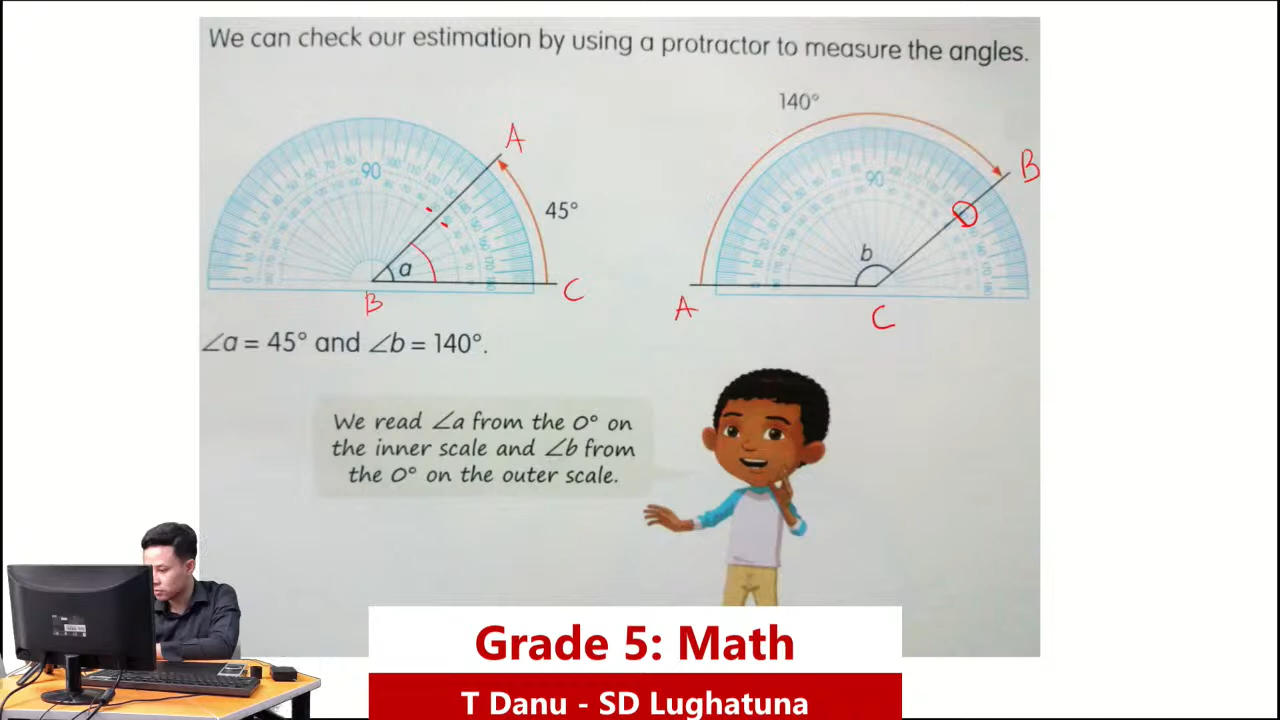 We can check our estimation by using a protractor to measure the angles.
140°
A
B
90
90
45°
a
b
B
C
A
C
∠a = 45° and ∠b = 140°.
We read ∠a from the 0° on
the inner scale and ∠b from
the 0° on the outer scale.
Grade 5: Math
T Danu - SD Lughatuna